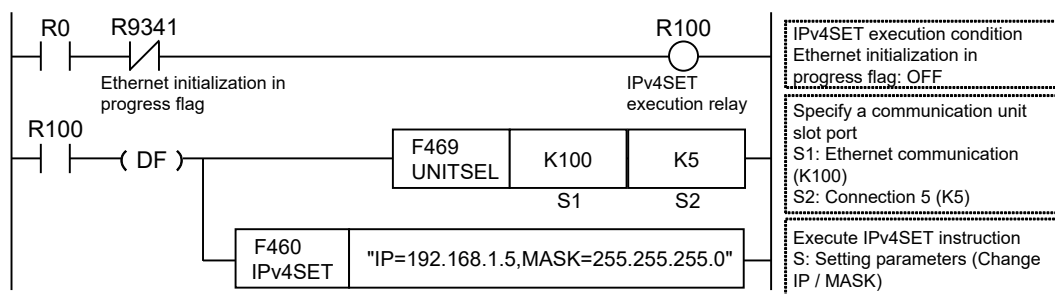 R0
R9341
R100
Ethernet initialization in
progress flag
IPv4SET
execution relay
IPv4SET execution condition
Ethernet initialization in
progress flag: OFF
R100
( DF )
F469
UNITSEL
K100
K5
S1
S2
Specify a communication unit
slot port
S1: Ethernet communication
(K100)
S2: Connection 5 (K5)
F460
IPv4SET
"IP=192.168.1.5,MASK=255.255.255.0"
Execute IPv4SET instruction
S: Setting parameters (Change
IP / MASK)